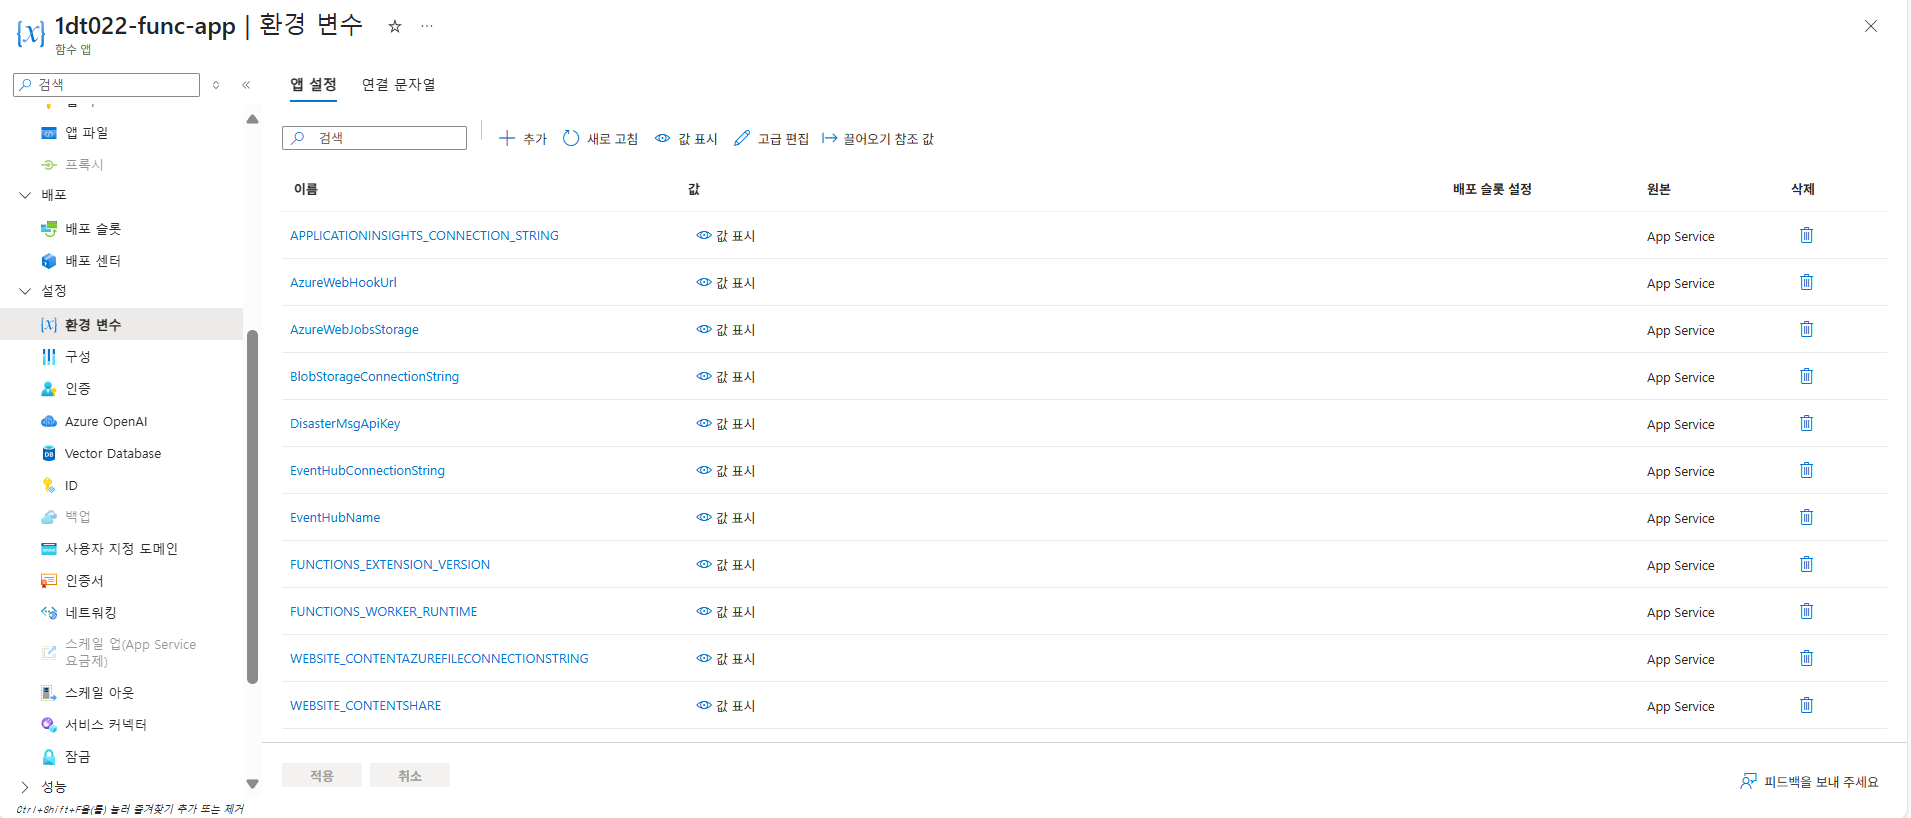 1dt022-func-app | 환경 변수
함수 앱
검색
앱 파일
프록시
배포
배포 슬롯
배포 센터
설정
환경 변수
구성
인증
Azure OpenAI
Vector Database
ID
백업
사용자 지정 도메인
인증서
네트워킹
스케일 업(App Service
요금제)
스케일 아웃
서비스 커넥터
잠금
성능
Ctrl+Shift+F을(를) 눌러 즐겨찾기 추가 또는 제거
앱 설정 연결 문자열
검색 추가 새로 고침 값 표시 고급 편집 끌어오기 참조 값
이름 값 배포 슬롯 설정 원본 삭제
APPLICATIONINSIGHTS_CONNECTION_STRING 값 표시 App Service
AzureWebHookUrl 값 표시 App Service
AzureWebJobsStorage 값 표시 App Service
BlobStorageConnectionString 값 표시 App Service
DisasterMsgApiKey 값 표시 App Service
EventHubConnectionString 값 표시 App Service
EventHubName 값 표시 App Service
FUNCTIONS_EXTENSION_VERSION 값 표시 App Service
FUNCTIONS_WORKER_RUNTIME 값 표시 App Service
WEBSITE_CONTENTAZUREFILECONNECTIONSTRING 값 표시 App Service
WEBSITE_CONTENTSHARE 값 표시 App Service
적용 취소
피드백을 보내 주세요